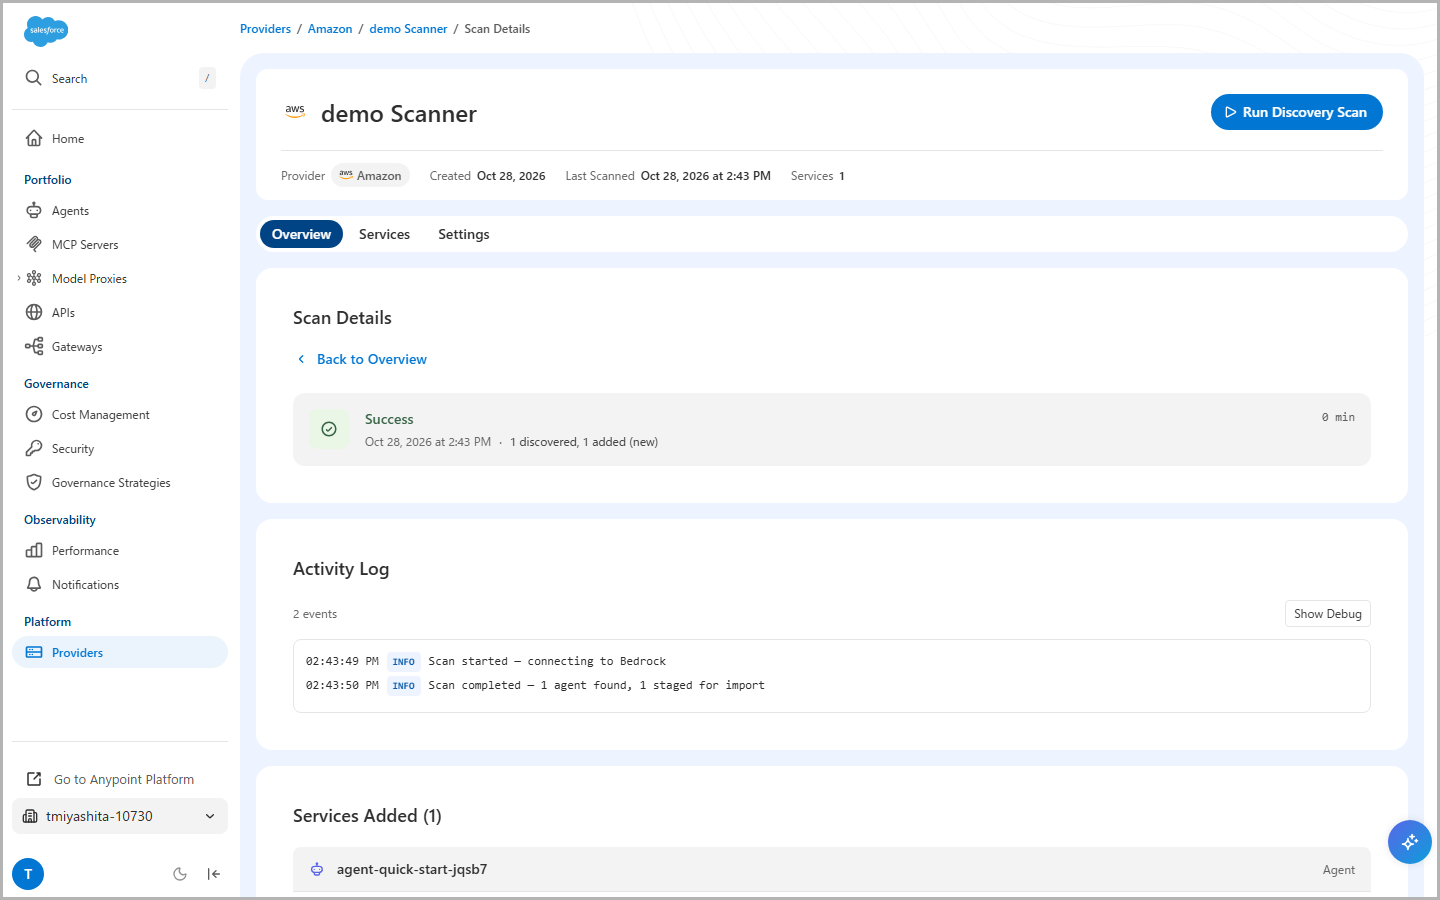 salesforce
Providers / Amazon / demo Scanner / Scan Details
Search /
Home
Portfolio
Agents
MCP Servers
Model Proxies
APIs
Gateways
Governance
Cost Management
Security
Governance Strategies
Observability
Performance
Notifications
Platform
Providers
Go to Anypoint Platform
tmiyashita-10730
T
aws demo Scanner
Run Discovery Scan
Provider aws Amazon Created Oct 28, 2026 Last Scanned Oct 28, 2026 at 2:43 PM Services 1
Overview Services Settings
Scan Details
Back to Overview
Success
0 min
Oct 28, 2026 at 2:43 PM · 1 discovered, 1 added (new)
Activity Log
2 events
Show Debug
02:43:49 PM INFO Scan started — connecting to Bedrock
02:43:50 PM INFO Scan completed — 1 agent found, 1 staged for import
Services Added (1)
agent-quick-start-jqsb7 Agent